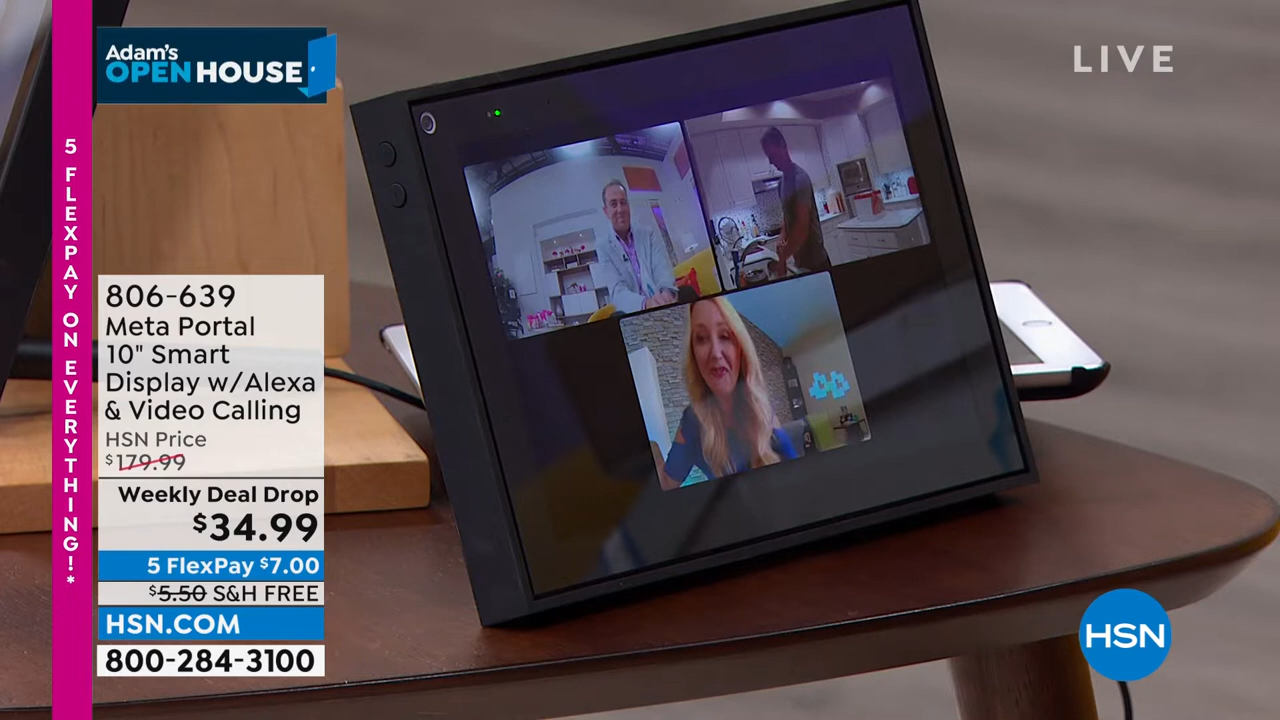 Adam's
OPEN HOUSE
LIVE
5 FLEXPAY ON EVERYTHING!*
806-639
Meta Portal
10" Smart
Display w/Alexa
& Video Calling
HSN Price
$179.99
Weekly Deal Drop
$34.99
5 FlexPay $7.00
$5.50 S&H FREE
HSN.COM
800-284-3100
HSN